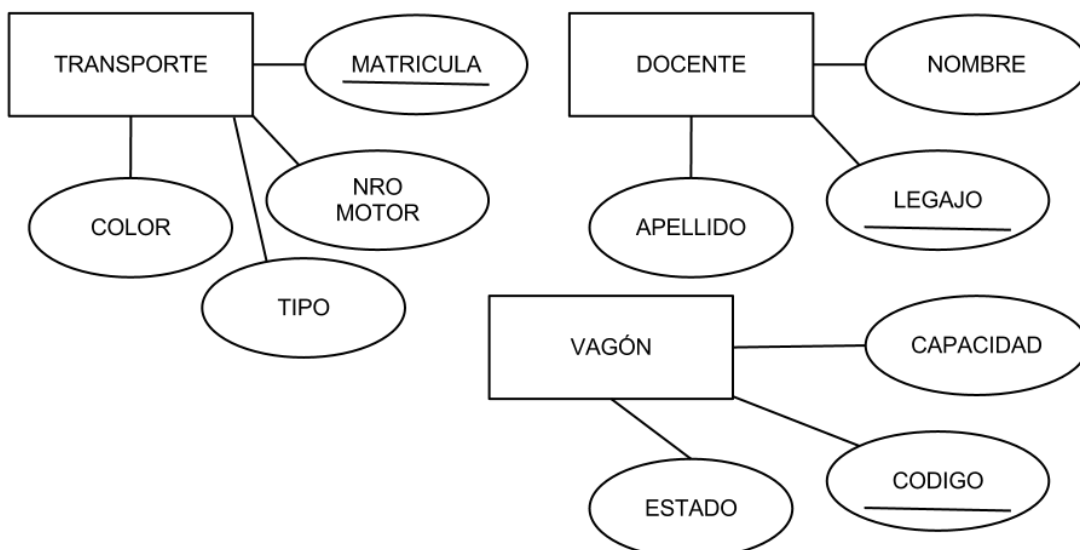 TRANSPORTE
MATRICULA
NRO
MOTOR
COLOR
TIPO
DOCENTE
NOMBRE
LEGAJO
APELLIDO
VAGÓN
CAPACIDAD
CODIGO
ESTADO